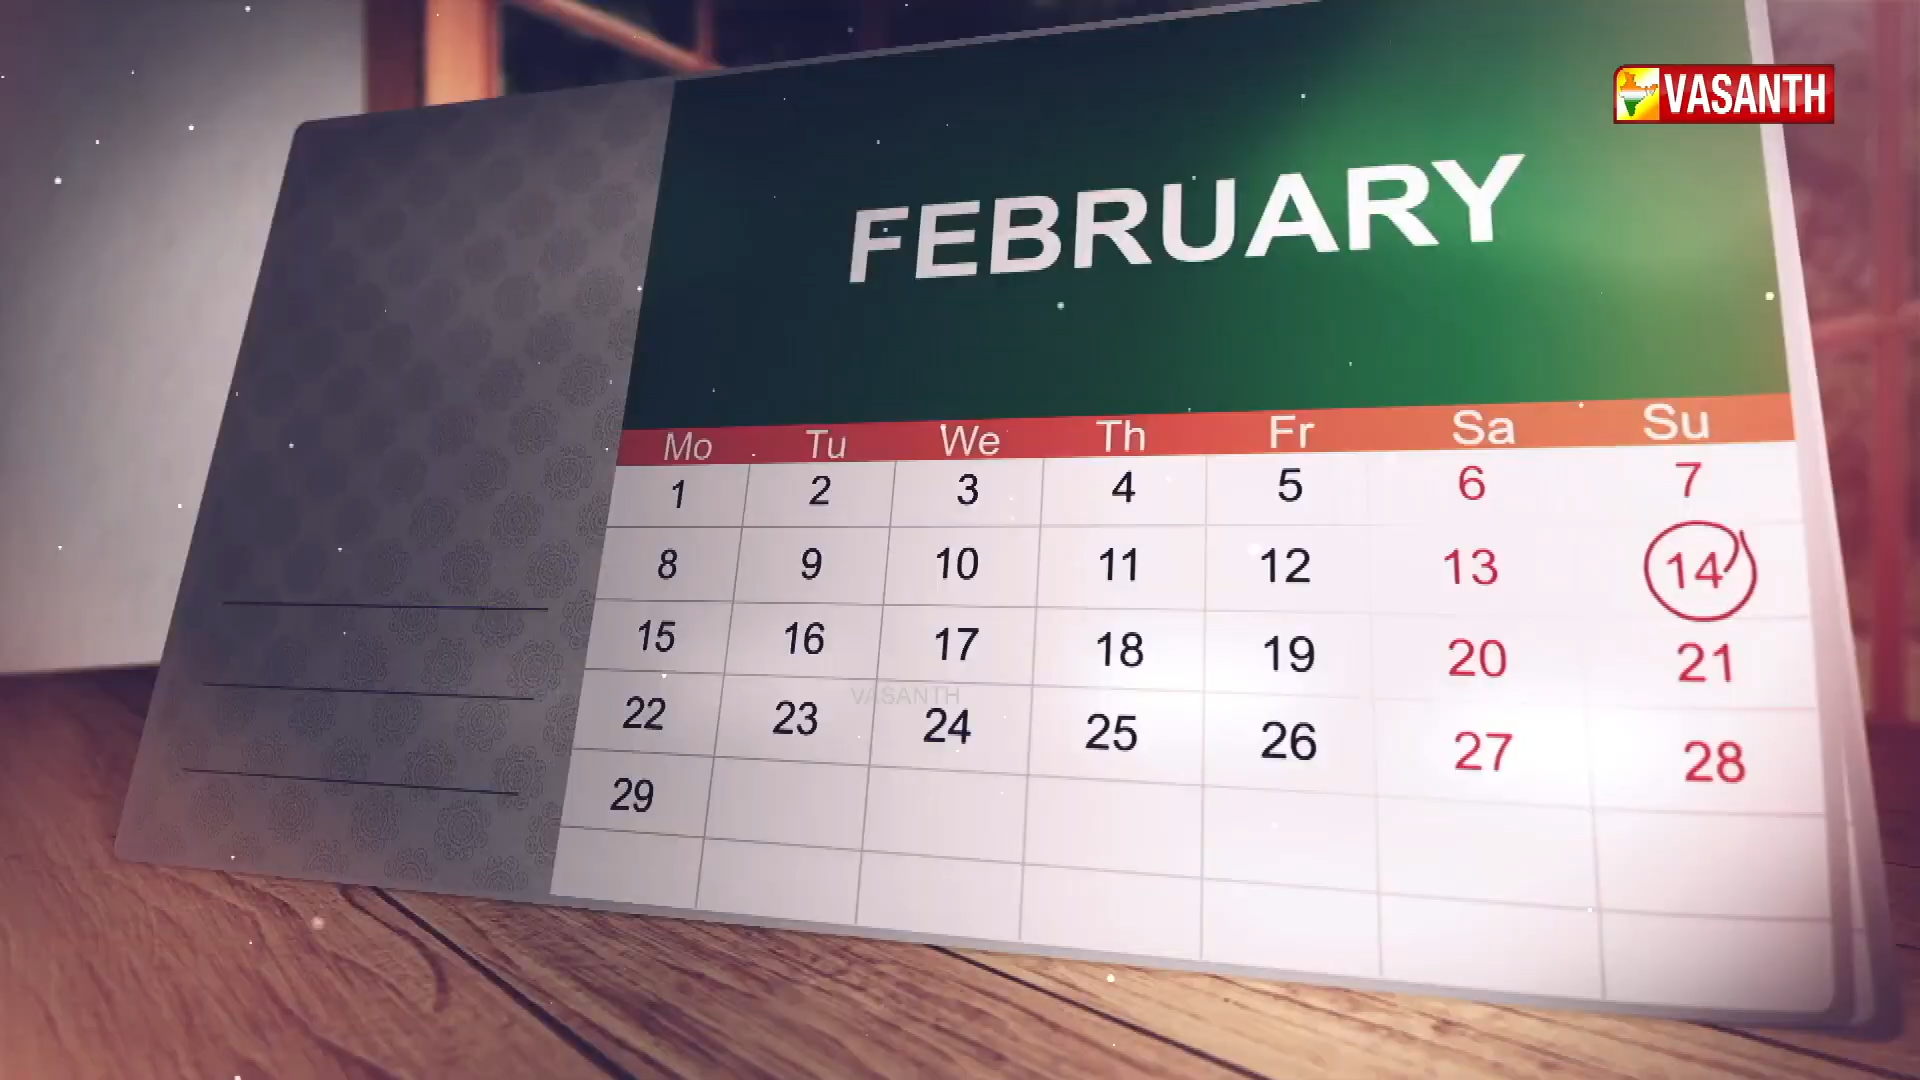 VASANTH
FEBRUARY
Mo Tu We Th Fr Sa Su
1 2 3 4 5 6 7
8 9 10 11 12 13 14
15 16 17 18 19 20 21
VASANTH
22 23 24 25 26 27 28
29